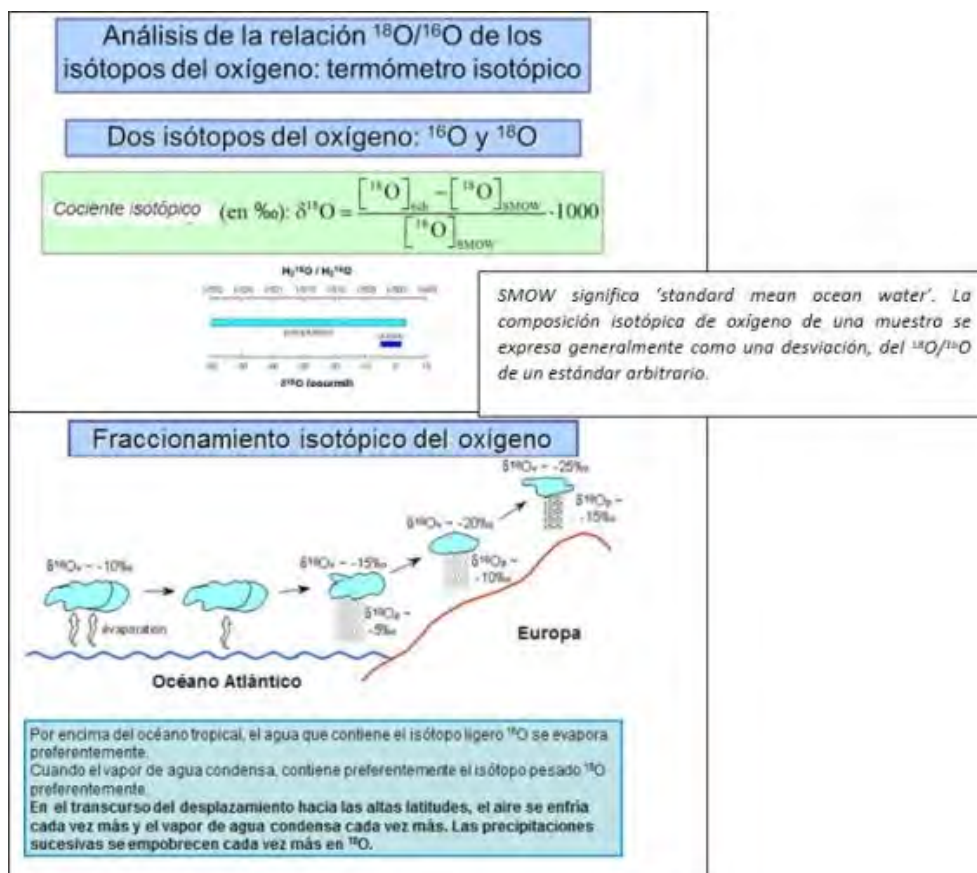 Análisis de la relación ¹⁸O/¹⁶O de los
isótopos del oxígeno: termómetro isotópico
Dos isótopos del oxígeno: ¹⁶O y ¹⁸O
Cociente isotópico (en ‰): δ¹⁸O = ([¹⁸O] − [¹⁸O]SMOW) / [¹⁸O]SMOW · 1000
H₂¹⁸O / H₂¹⁶O
δ¹⁸O (pourmil)
SMOW significa 'standard mean ocean water'. La
composición isotópica de oxígeno de una muestra se
expresa generalmente como una desviación, del ¹⁸O/¹⁶O
de un estándar arbitrario.
Fraccionamiento isotópico del oxígeno
δ¹⁸Oᵥ ~ -25‰
δ¹⁸Oₚ ~
-15‰
δ¹⁸Oᵥ ~ -20‰
δ¹⁸Oₚ ~
-10‰
δ¹⁸Oᵥ ~ -15‰
δ¹⁸Oₚ ~
-5‰
δ¹⁸Oᵥ ~ -10‰
évaporation
Europa
Océano Atlántico
Por encima del océano tropical, el agua que contiene el isótopo ligero ¹⁶O se evapora
preferentemente.
Cuando el vapor de agua condensa, contiene preferentemente el isótopo pesado ¹⁸O
preferentemente.
En el transcurso del desplazamiento hacia las altas latitudes, el aire se enfría
cada vez más y el vapor de agua condensa cada vez más. Las precipitaciones
sucesivas se empobrecen cada vez más en ¹⁸O.